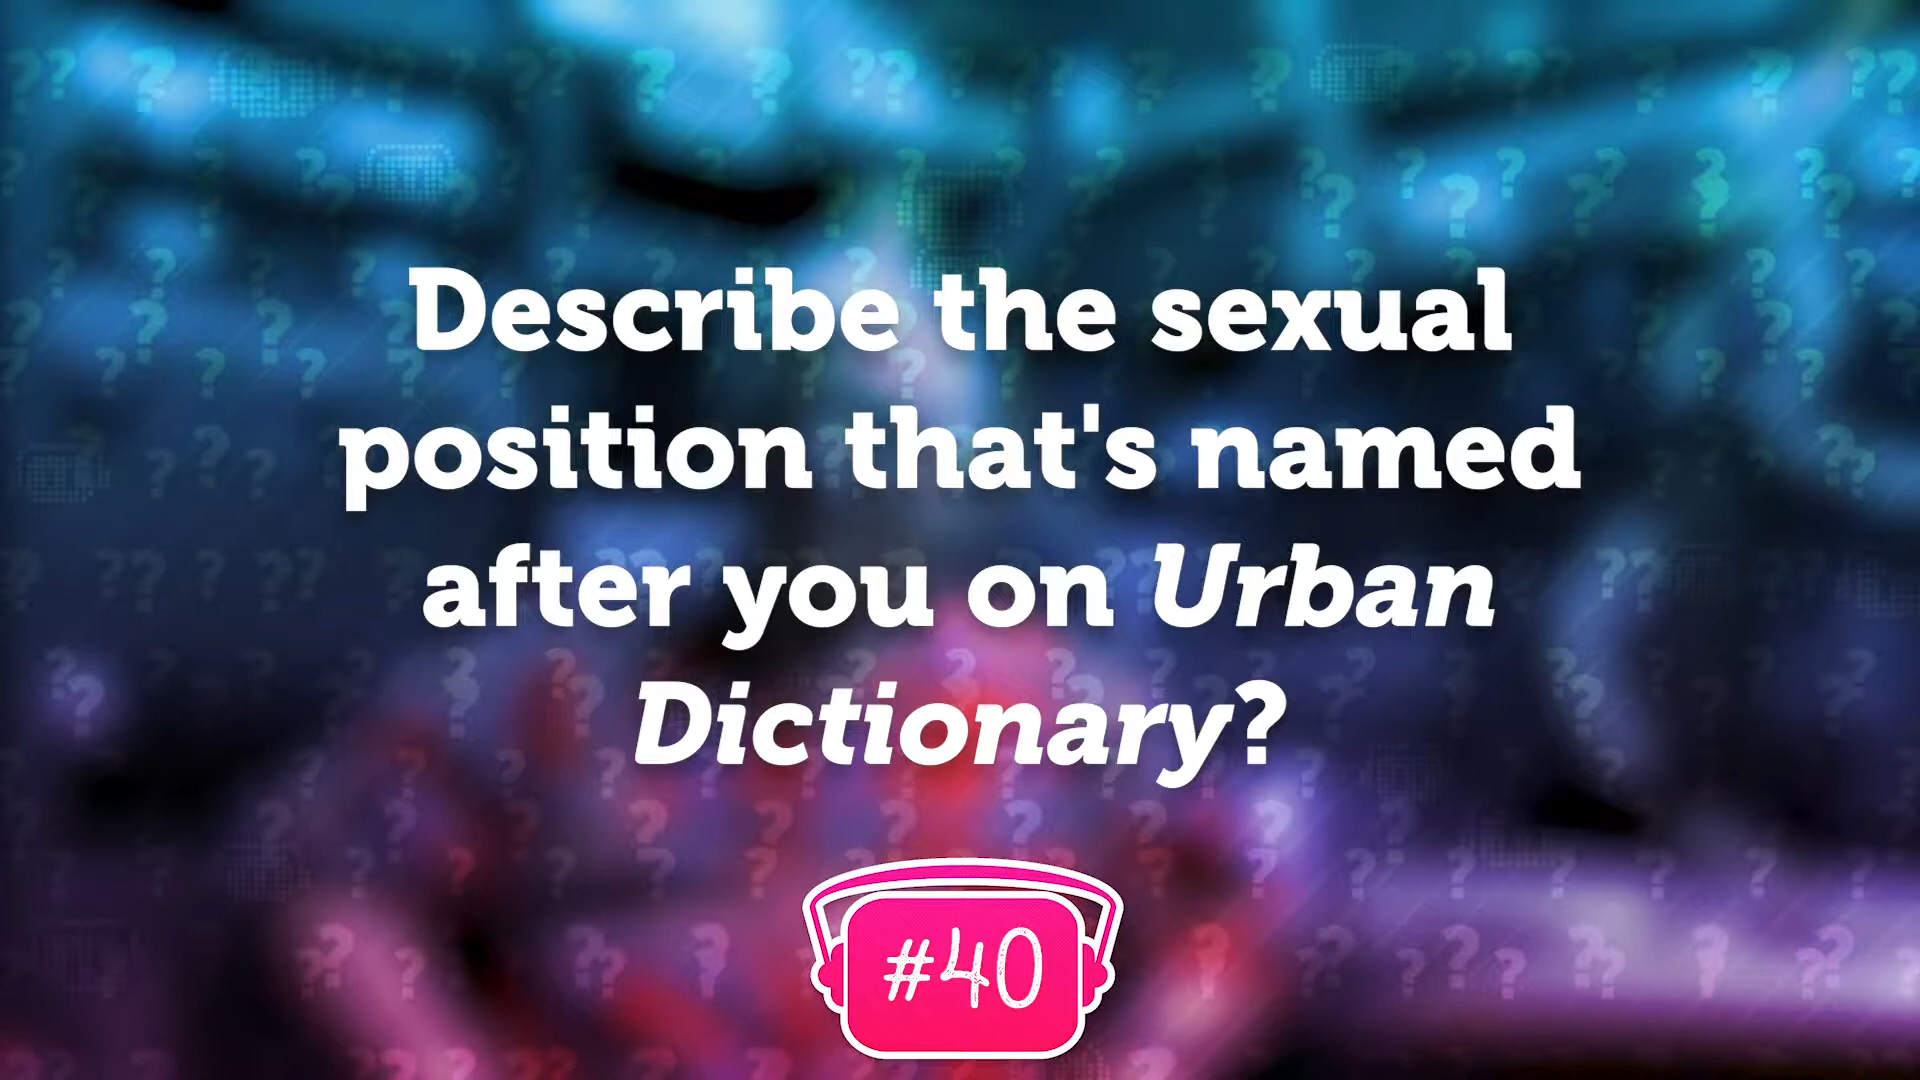 Describe the sexual
position that's named
after you on Urban
Dictionary?
#40